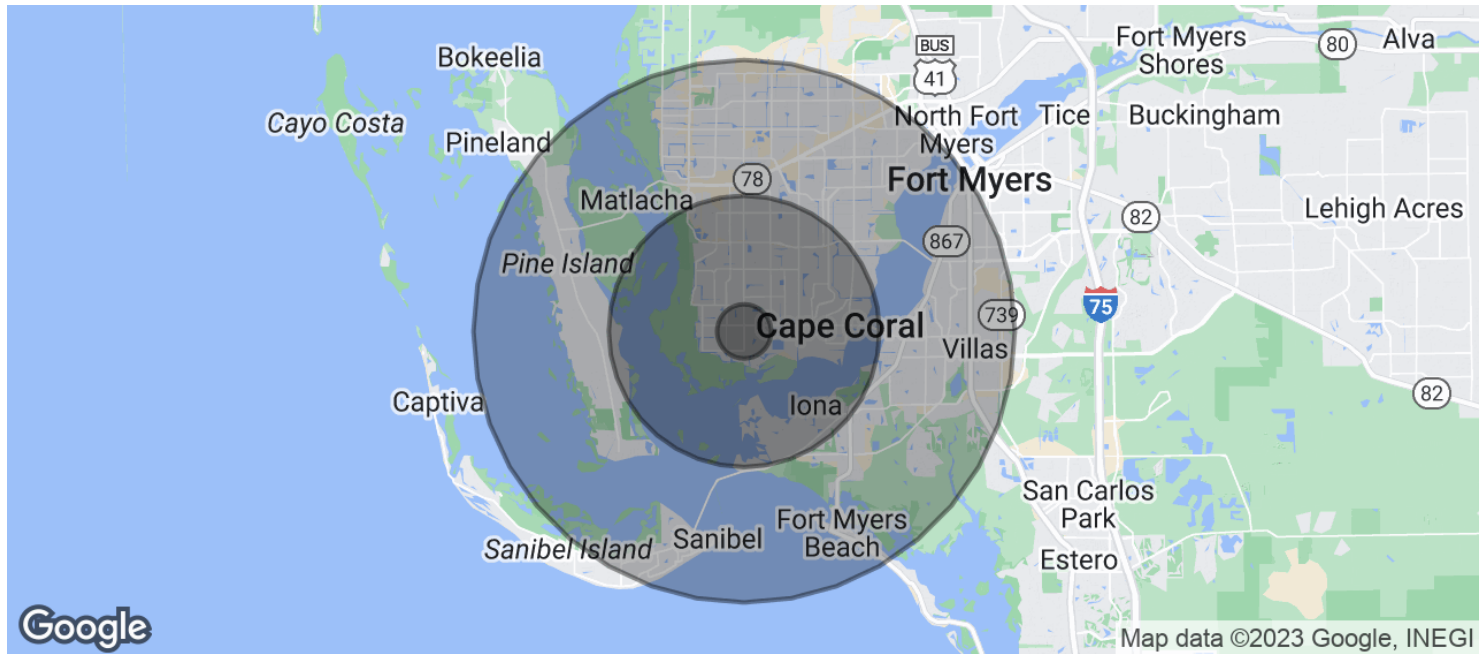 Bokeelia
BUS
41
Fort Myers
Shores
80
Alva
Cayo Costa
Pineland
North Fort
Myers
Tice
Buckingham
78
Fort Myers
Matlacha
82
Lehigh Acres
867
Pine Island
75
739
Cape Coral
Villas
Captiva
Iona
82
San Carlos
Park
Sanibel Island
Sanibel
Fort Myers
Beach
Estero
Google
Map data ©2023 Google, INEGI